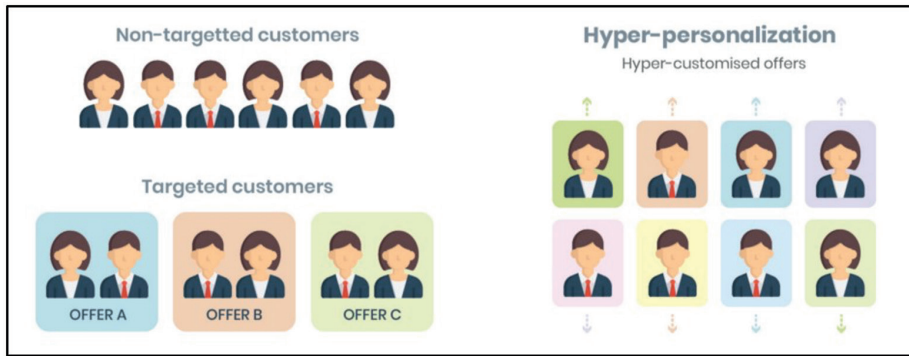 Non-targetted customers
Targeted customers
OFFER A
OFFER B
OFFER C
Hyper-personalization
Hyper-customised offers